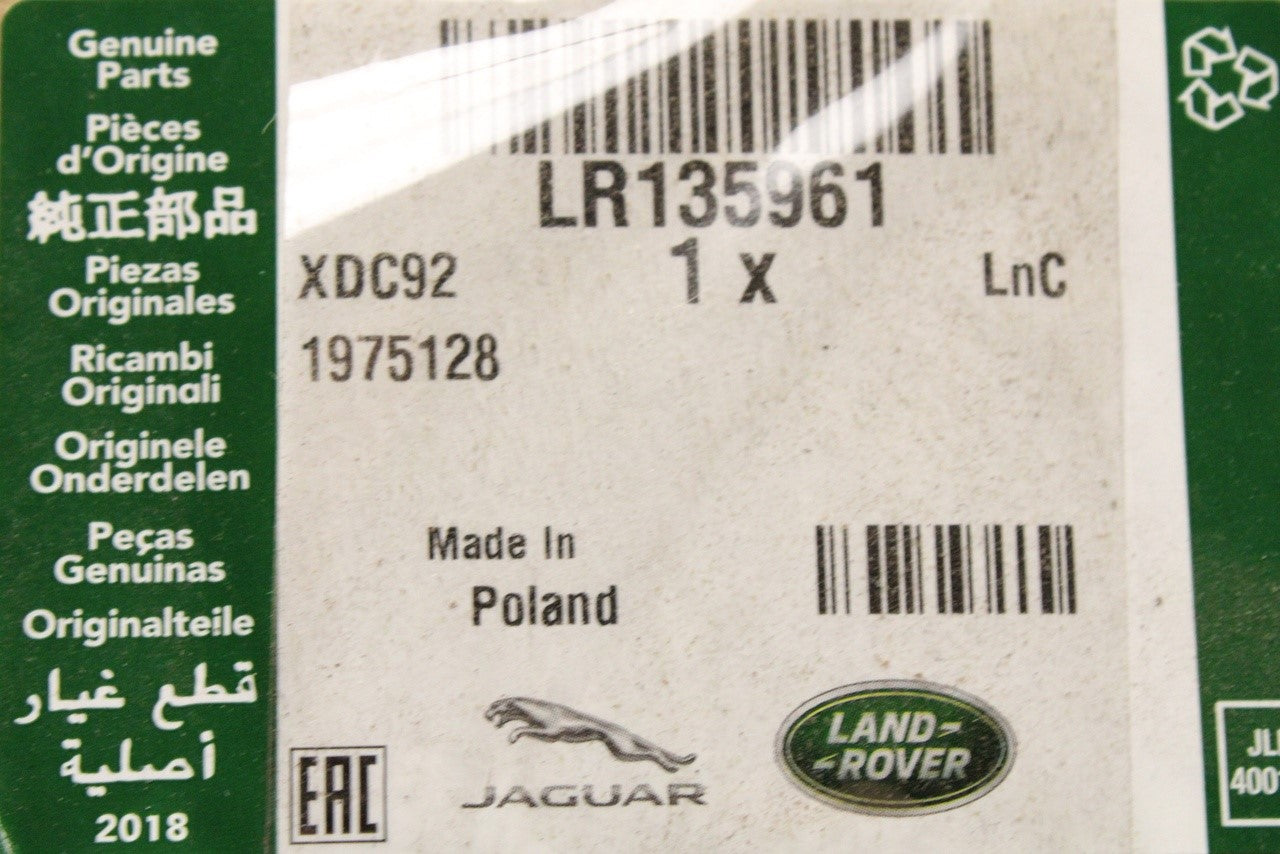 Genuine
Parts
Pièces
d'Origine
純正部品
Piezas
Originales
Ricambi
Originali
Originele
Onderdelen
Peças
Genuinas
Originalteile
قطع غيار
أصلية
2018
LR135961
XDC92
1 x
LnC
1975128
Made In
Poland
EAC
JAGUAR
LAND-
-ROVER